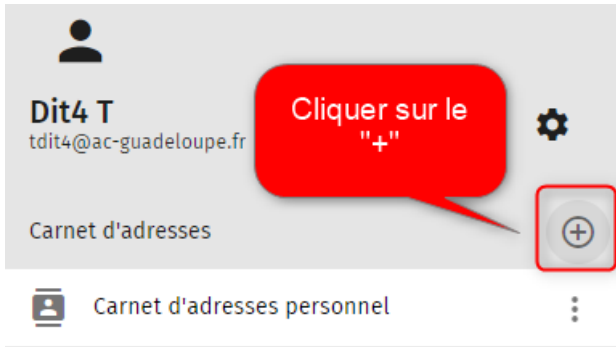 Dit4 T
tdit4@ac-guadeloupe.fr
Cliquer sur le
"+"
Carnet d'adresses
Carnet d'adresses personnel